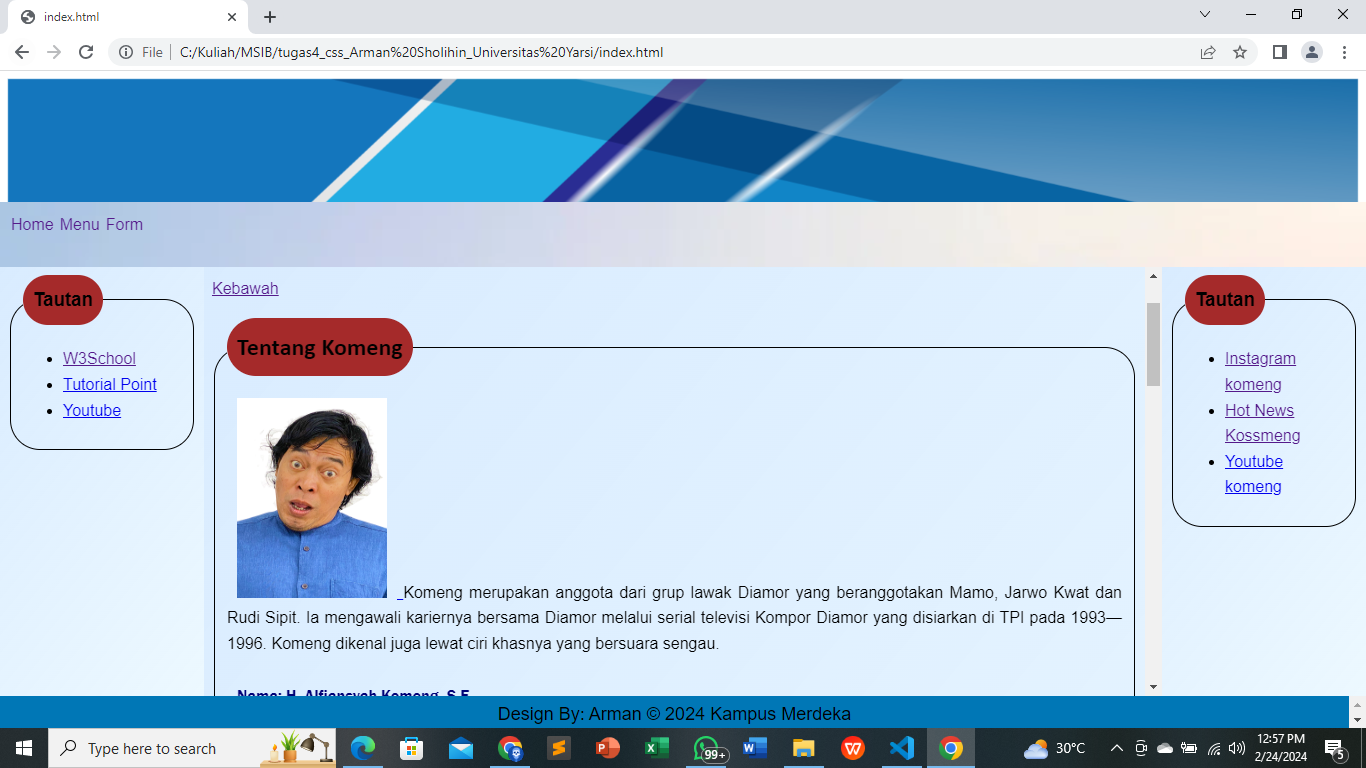 index.html
File
C:/Kuliah/MSIB/tugas4_css_Arman%20Sholihin_Universitas%20Yarsi/index.html
Home Menu Form
Tautan
W3School
Tutorial Point
Youtube
Kebawah
Tentang Komeng
_Komeng merupakan anggota dari grup lawak Diamor yang beranggotakan Mamo, Jarwo Kwat dan
Rudi Sipit. Ia mengawali kariernya bersama Diamor melalui serial televisi Kompor Diamor yang disiarkan di TPI pada 1993—
1996. Komeng dikenal juga lewat ciri khasnya yang bersuara sengau.
Nama: H. Alfiansyah Komeng, S.E
Tautan
Instagram
komeng
Hot News
Kossmeng
Youtube
komeng
Design By: Arman © 2024 Kampus Merdeka
Type here to search
99+
30°C
12:57 PM
2/24/2024
5